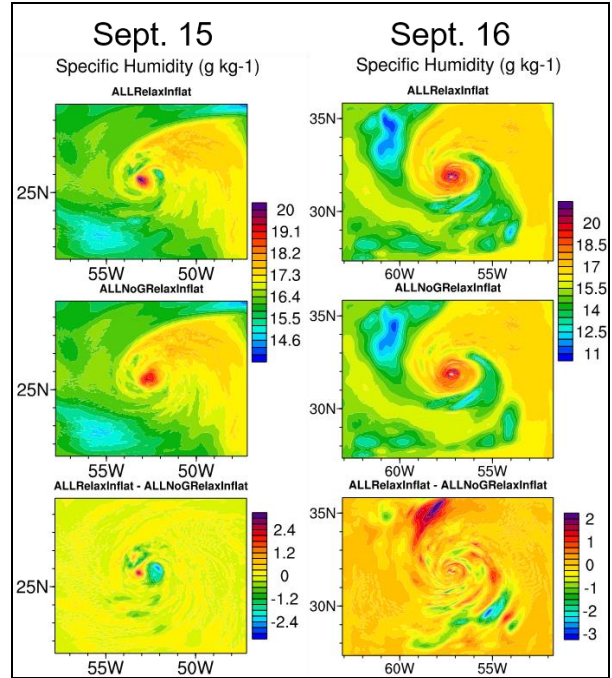 Sept. 15
Specific Humidity (g kg-1)
ALLRelaxInflat
25N
55W 50W
20
19.1
18.2
17.3
16.4
15.5
14.6
ALLNoGRelaxInflat
25N
55W 50W
ALLRelaxInflat - ALLNoGRelaxInflat
25N
55W 50W
2.4
1.2
0
-1.2
-2.4
Sept. 16
Specific Humidity (g kg-1)
ALLRelaxInflat
35N
30N
60W 55W
20
18.5
17
15.5
14
12.5
11
ALLNoGRelaxInflat
35N
30N
60W 55W
ALLRelaxInflat - ALLNoGRelaxInflat
35N
30N
60W 55W
2
1
0
-1
-2
-3